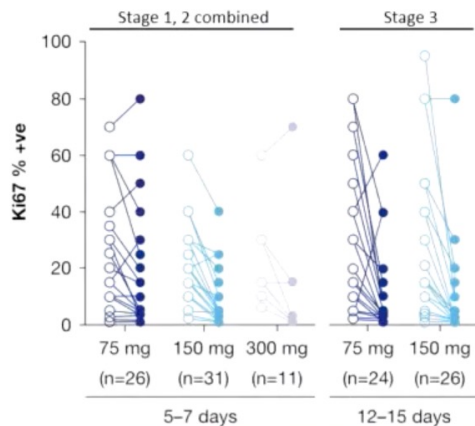 Stage 1, 2 combined
Stage 3
Ki67 % +ve
100
80
60
40
20
0
75 mg
150 mg
300 mg
75 mg
150 mg
(n=26)
(n=31)
(n=11)
(n=24)
(n=26)
5–7 days
12–15 days